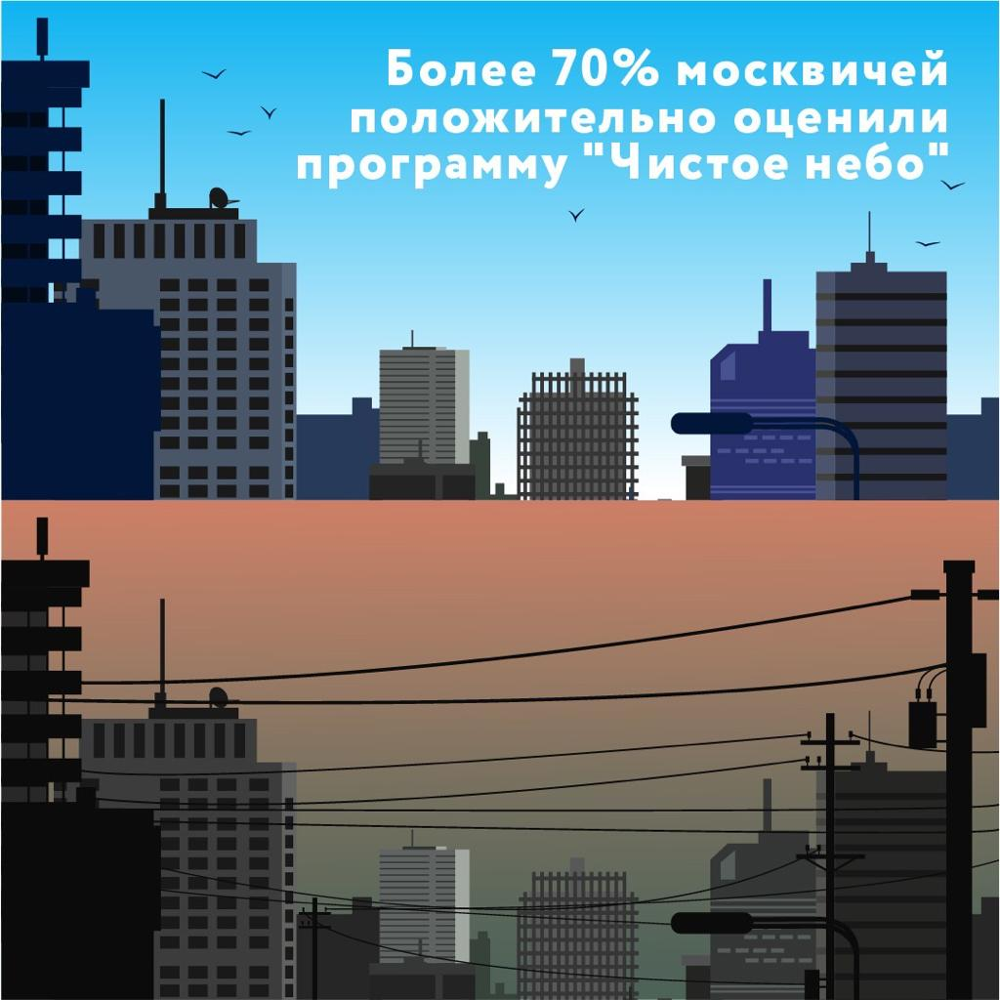 Более 70% москвичей
положительно оценили
программу "Чистое небо"